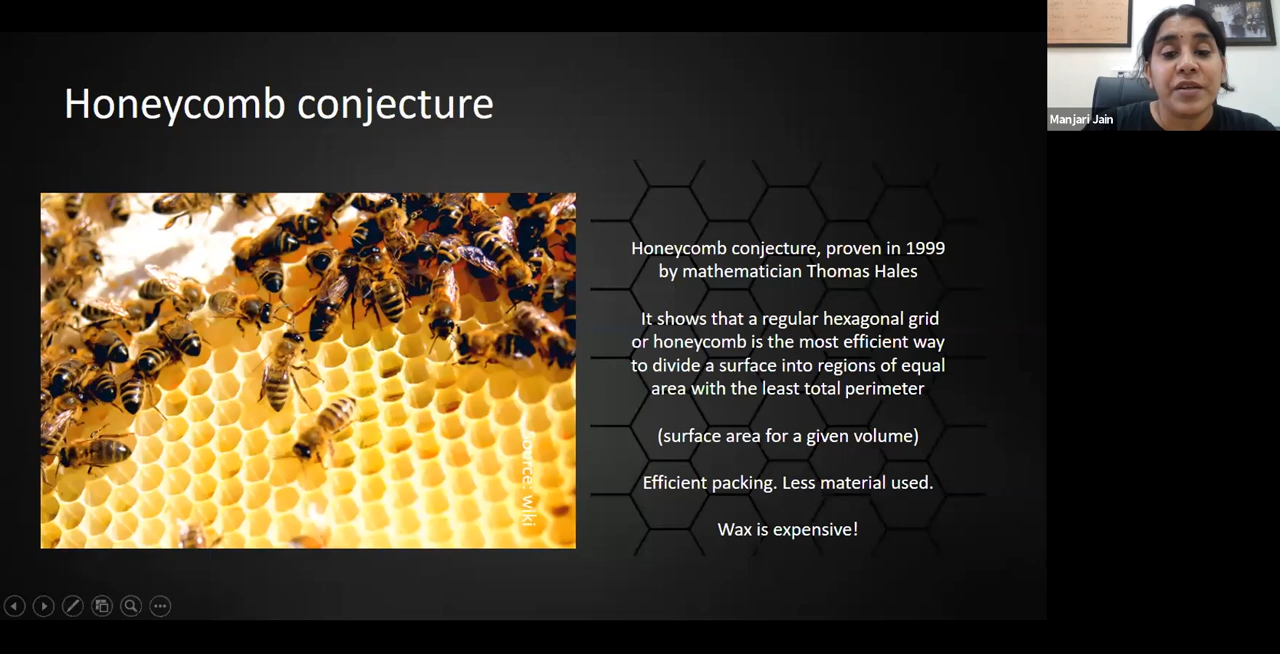 Honeycomb conjecture
Manjari Jain
Honeycomb conjecture, proven in 1999
by mathematician Thomas Hales
It shows that a regular hexagonal grid
or honeycomb is the most efficient way
to divide a surface into regions of equal
area with the least total perimeter
(surface area for a given volume)
Efficient packing. Less material used.
Wax is expensive!
source: wiki